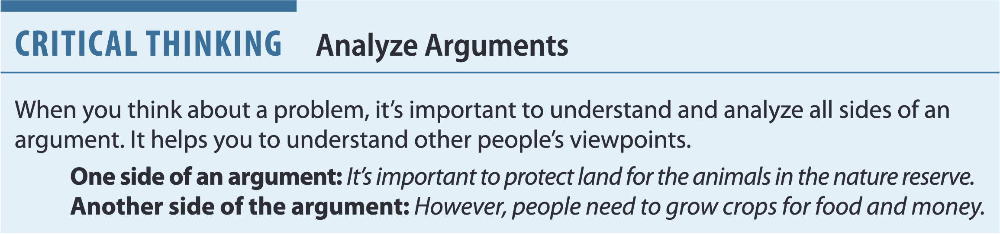 CRITICAL THINKING Analyze Arguments
When you think about a problem, it’s important to understand and analyze all sides of an
argument. It helps you to understand other people’s viewpoints.
One side of an argument: It’s important to protect land for the animals in the nature reserve.
Another side of the argument: However, people need to grow crops for food and money.